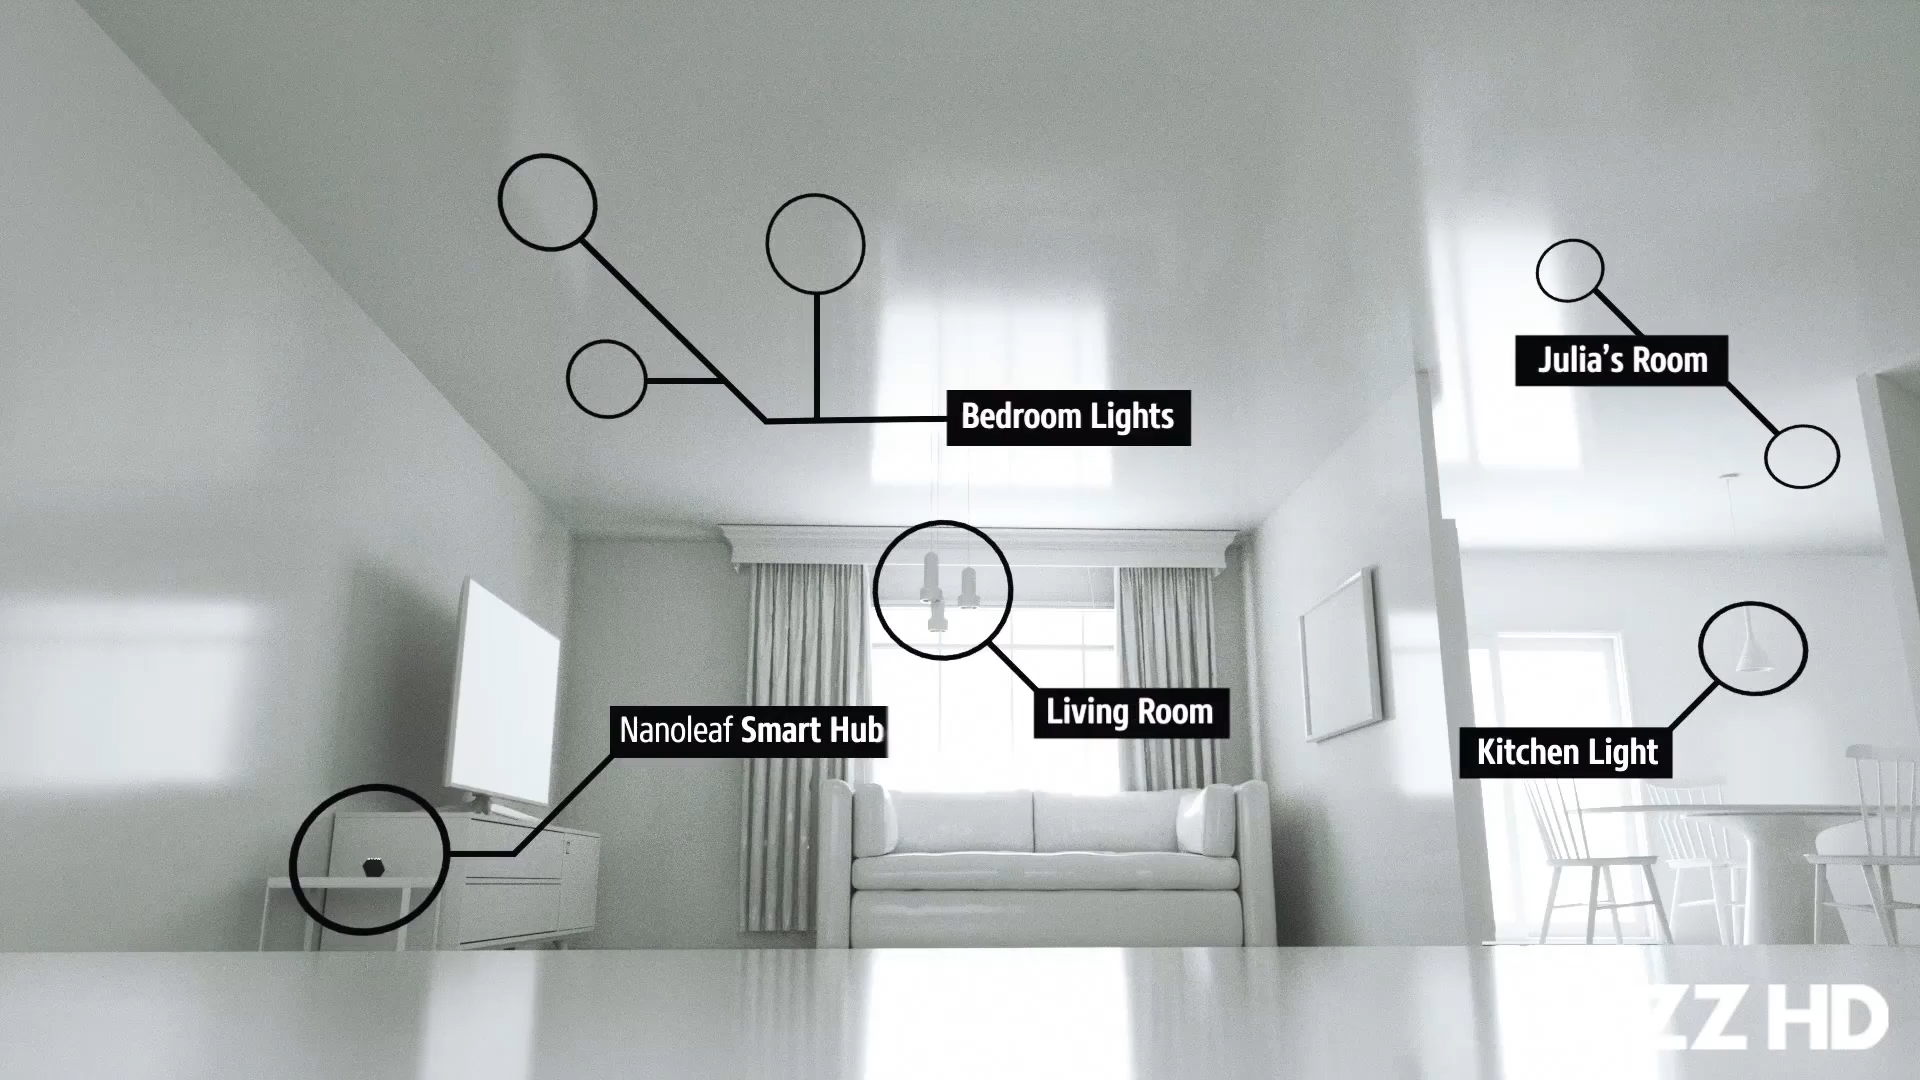 Julia's Room
Bedroom Lights
Living Room
Nanoleaf Smart Hub
Kitchen Light
ZZ HD